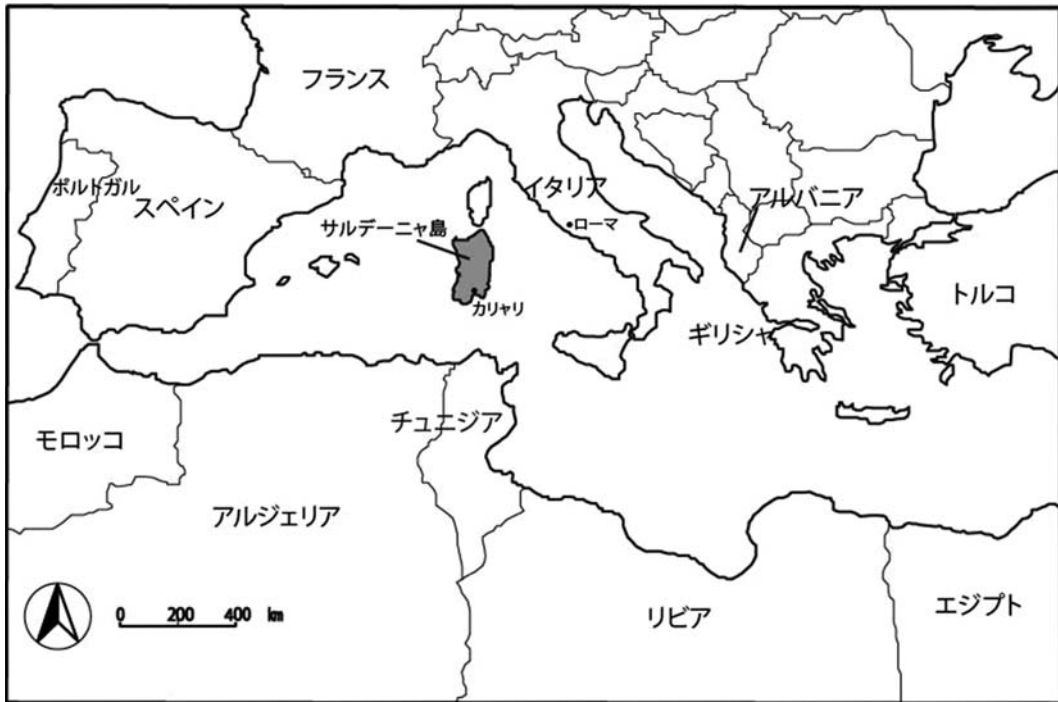 フランス
ポルトガル
スペイン
イタリア
アルバニア
サルデーニャ島
ローマ
トルコ
カリャリ
ギリシャ
チュニジア
モロッコ
アルジェリア
エジプト
リビア
0 200 400 km